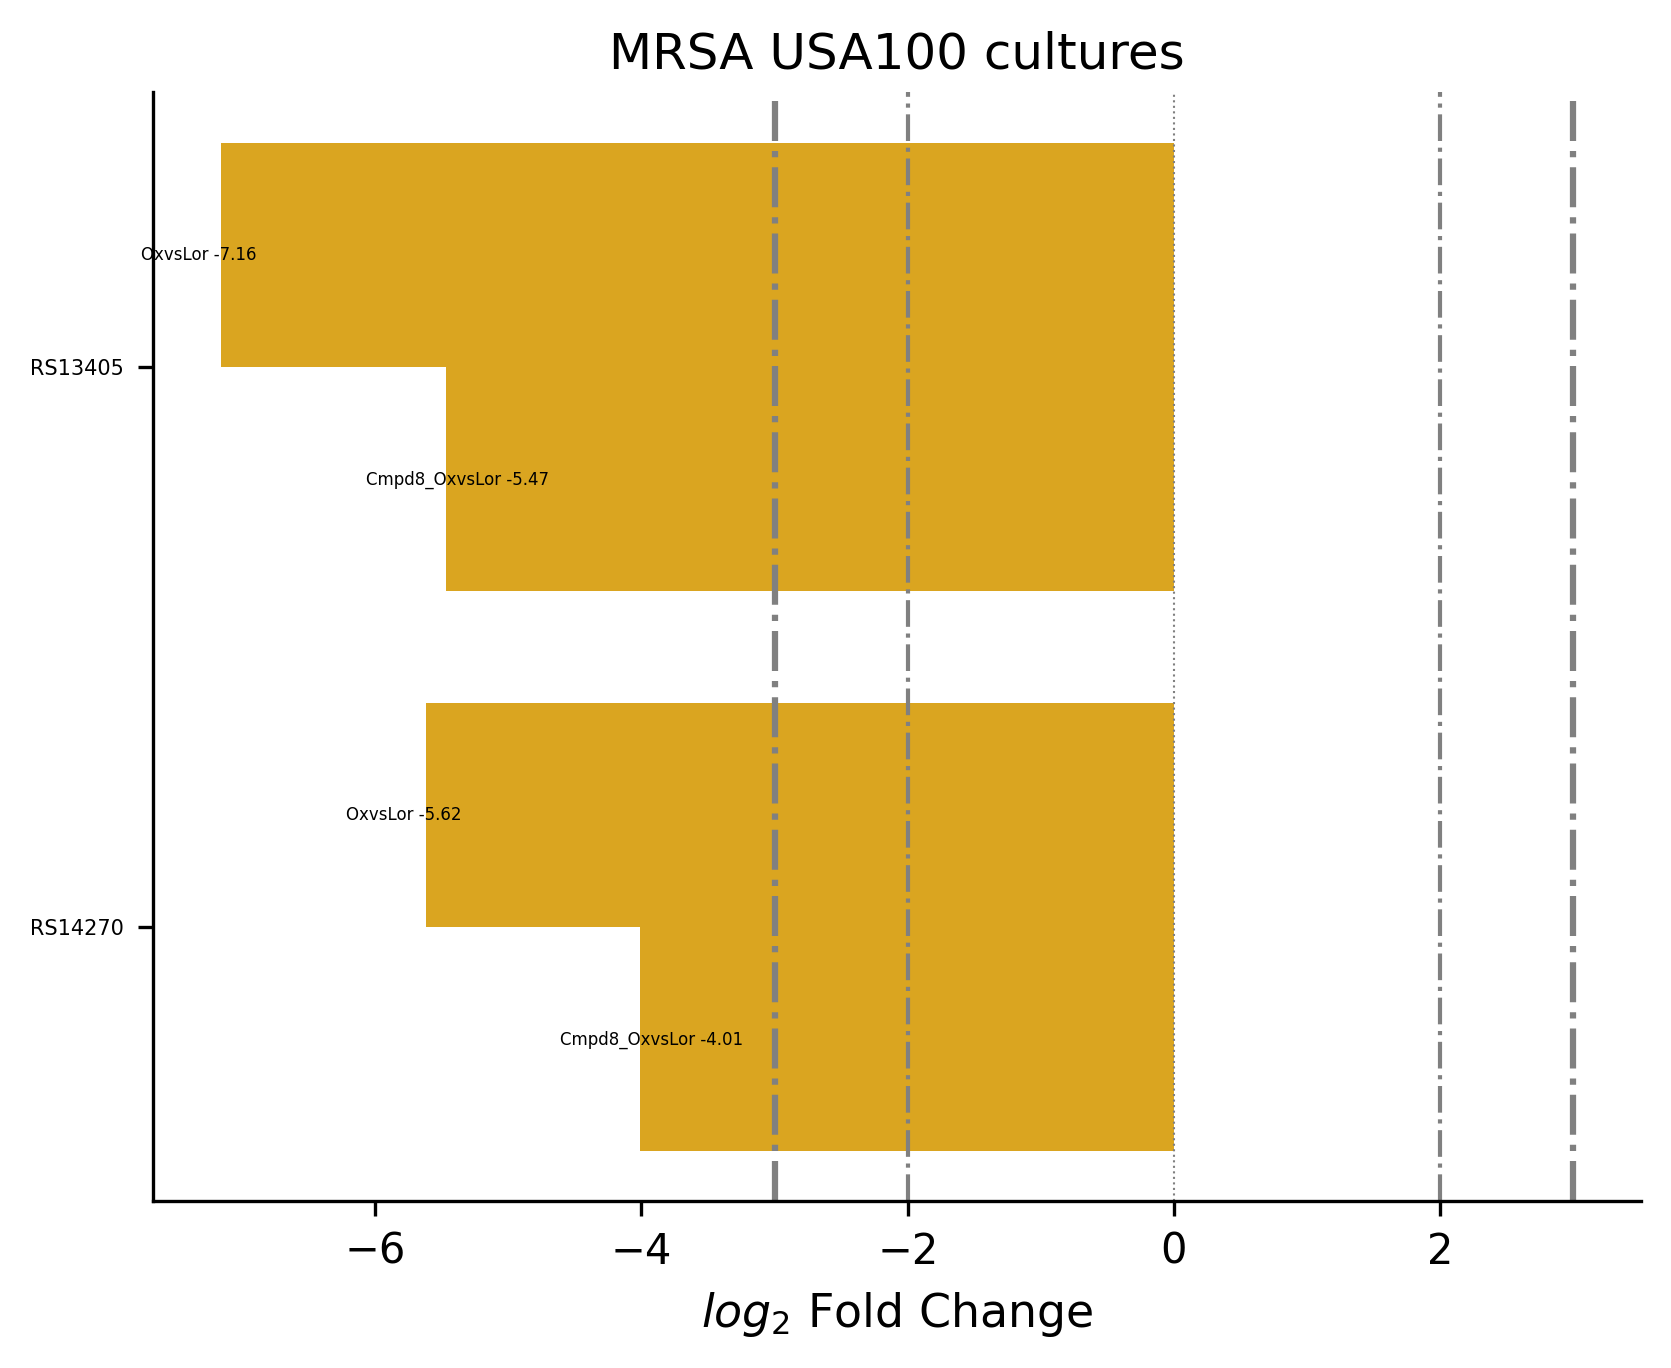 MRSA USA100 cultures
OxvsLor -7.16
RS13405
Cmpd8_OxvsLor -5.47
OxvsLor -5.62
RS14270
Cmpd8_OxvsLor -4.01
−6 −4 −2 0 2
log2 Fold Change